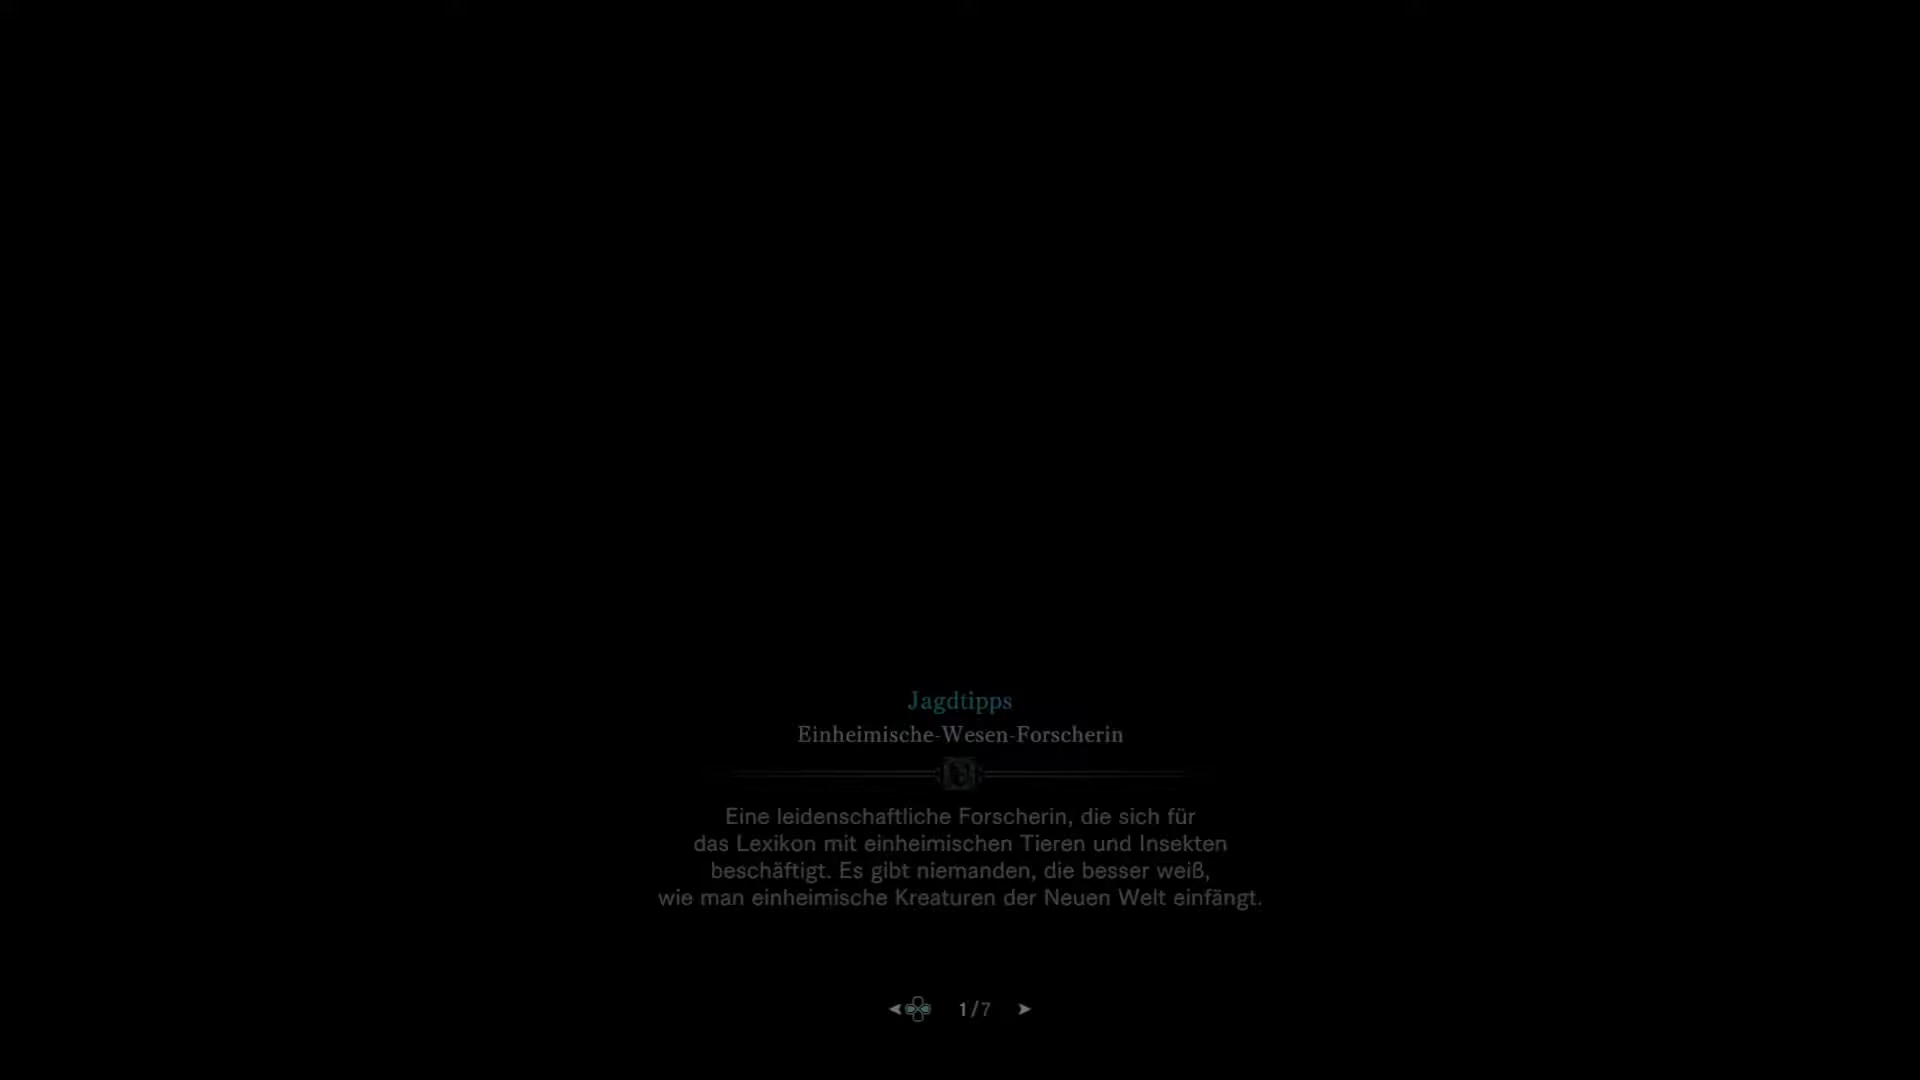 Jagdtipps
Einheimische-Wesen-Forscherin
Eine leidenschaftliche Forscherin, die sich für
das Lexikon mit einheimischen Tieren und Insekten
beschäftigt. Es gibt niemanden, die besser weiß,
wie man einheimische Kreaturen der Neuen Welt einfängt.
1/7